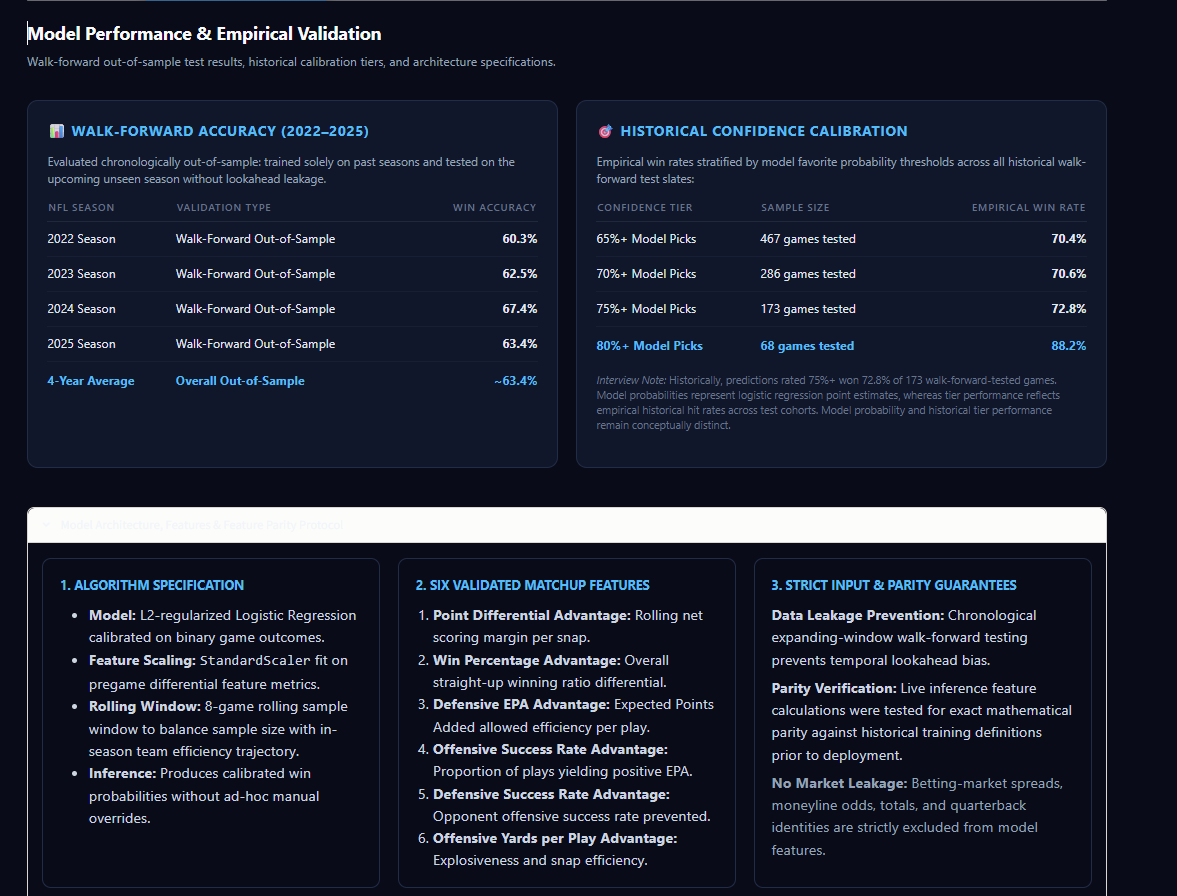 Model Performance & Empirical Validation
Walk-forward out-of-sample test results, historical calibration tiers, and architecture specifications.
📊 WALK-FORWARD ACCURACY (2022–2025)
Evaluated chronologically out-of-sample: trained solely on past seasons and tested on the
upcoming unseen season without lookahead leakage.
NFL SEASON VALIDATION TYPE WIN ACCURACY
2022 Season Walk-Forward Out-of-Sample 60.3%
2023 Season Walk-Forward Out-of-Sample 62.5%
2024 Season Walk-Forward Out-of-Sample 67.4%
2025 Season Walk-Forward Out-of-Sample 63.4%
4-Year Average Overall Out-of-Sample ~63.4%
🎯 HISTORICAL CONFIDENCE CALIBRATION
Empirical win rates stratified by model favorite probability thresholds across all historical walk-
forward test slates:
CONFIDENCE TIER SAMPLE SIZE EMPIRICAL WIN RATE
65%+ Model Picks 467 games tested 70.4%
70%+ Model Picks 286 games tested 70.6%
75%+ Model Picks 173 games tested 72.8%
80%+ Model Picks 68 games tested 88.2%
Interview Note: Historically, predictions rated 75%+ won 72.8% of 173 walk-forward-tested games.
Model probabilities represent logistic regression point estimates, whereas tier performance reflects
empirical historical hit rates across test cohorts. Model probability and historical tier performance
remain conceptually distinct.
Model Architecture, Features & Feature Parity Protocol
1. ALGORITHM SPECIFICATION
• Model: L2-regularized Logistic Regression
calibrated on binary game outcomes.
• Feature Scaling: StandardScaler fit on
pregame differential feature metrics.
• Rolling Window: 8-game rolling sample
window to balance sample size with in-
season team efficiency trajectory.
• Inference: Produces calibrated win
probabilities without ad-hoc manual
overrides.
2. SIX VALIDATED MATCHUP FEATURES
1. Point Differential Advantage: Rolling net
scoring margin per snap.
2. Win Percentage Advantage: Overall
straight-up winning ratio differential.
3. Defensive EPA Advantage: Expected Points
Added allowed efficiency per play.
4. Offensive Success Rate Advantage:
Proportion of plays yielding positive EPA.
5. Defensive Success Rate Advantage:
Opponent offensive success rate prevented.
6. Offensive Yards per Play Advantage:
Explosiveness and snap efficiency.
3. STRICT INPUT & PARITY GUARANTEES
Data Leakage Prevention: Chronological
expanding-window walk-forward testing
prevents temporal lookahead bias.
Parity Verification: Live inference feature
calculations were tested for exact mathematical
parity against historical training definitions
prior to deployment.
No Market Leakage: Betting-market spreads,
moneyline odds, totals, and quarterback
identities are strictly excluded from model
features.